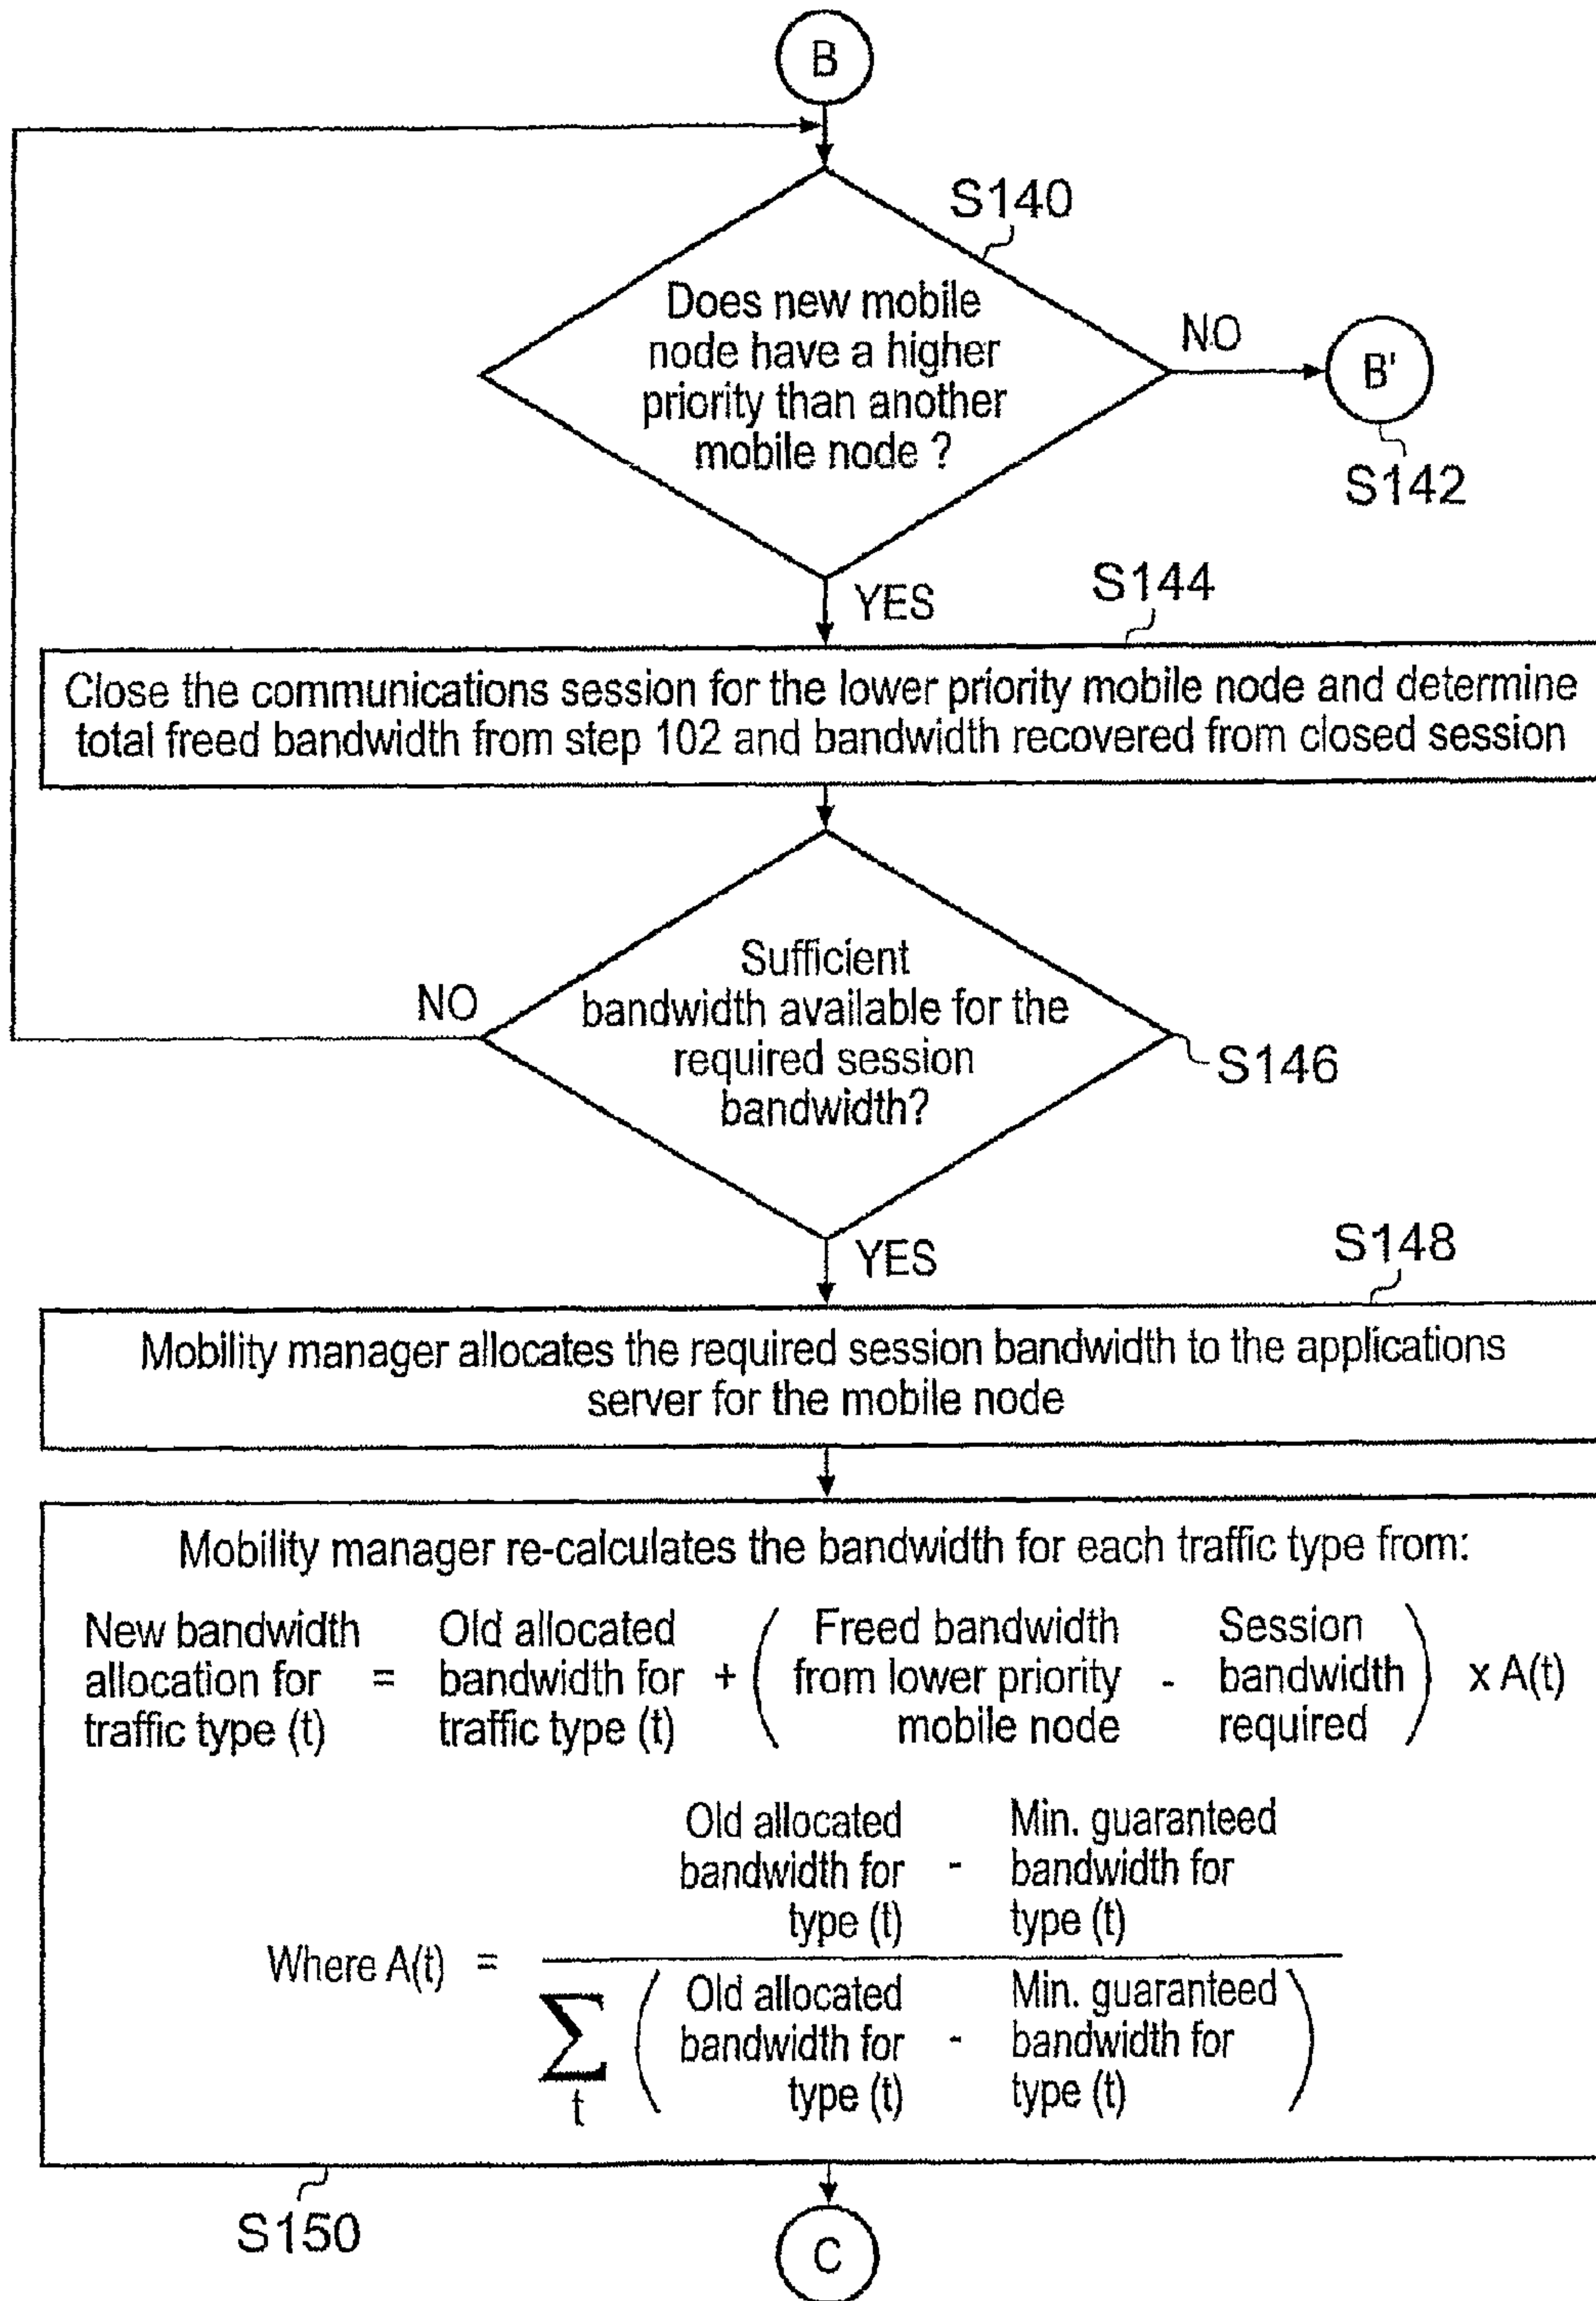 B
S140
Does new mobile
node have a higher
priority than another
mobile node ?
NO
B'
S142
YES
S144
Close the communications session for the lower priority mobile node and determine
total freed bandwidth from step 102 and bandwidth recovered from closed session
Sufficient
bandwidth available for the
required session
bandwidth?
NO
S146
YES
S148
Mobility manager allocates the required session bandwidth to the applications
server for the mobile node
Mobility manager re-calculates the bandwidth for each traffic type from:
New bandwidth Old allocated Freed bandwidth Session
allocation for = bandwidth for + ( from lower priority - bandwidth ) x A(t)
traffic type (t) traffic type (t) mobile node required
Old allocated Min. guaranteed
bandwidth for - bandwidth for
type (t) type (t)
Where A(t) =
Old allocated Min. guaranteed
∑ ( bandwidth for - bandwidth for )
t type (t) type (t)
S150
C